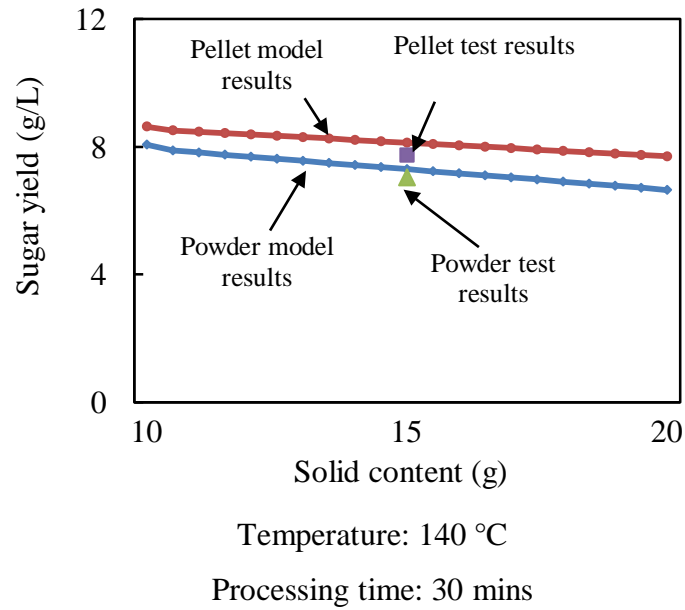 12
8
4
0
Sugar yield (g/L)
Pellet model
results
Pellet test results
Powder model
results
Powder test
results
10
15
20
Solid content (g)
Temperature: 140 °C
Processing time: 30 mins